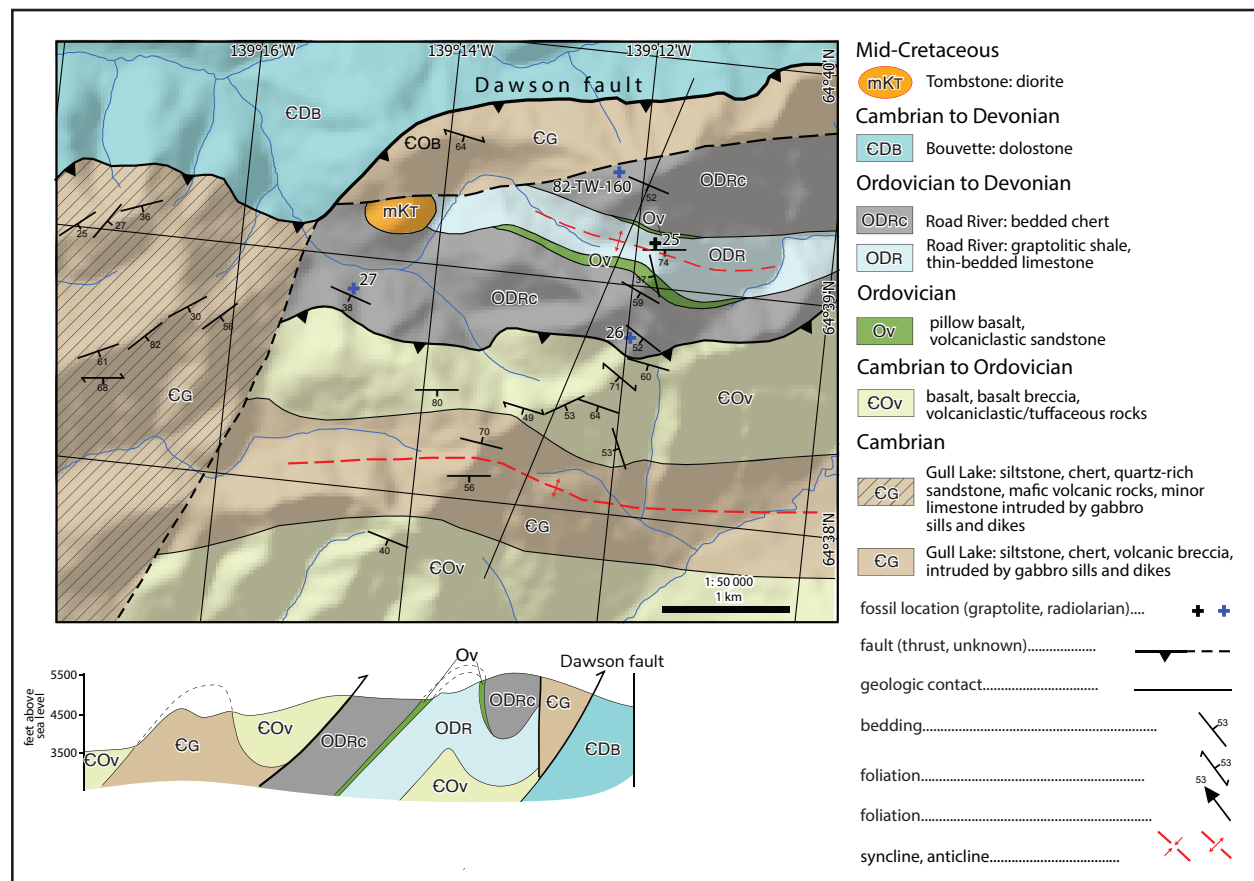 139°16'W
139°14'W
139°12'W
64°40'N
Dawson fault
ЄDB
ЄOB
64
ЄG
82-TW-160
52
ODRC
mKT
Ov
25
74
ODR
Ov
37
59
36
27
25
27
38
ODRC
64°39'N
26
52
60
30
56
82
61
68
ЄG
71
80
ЄOv
49
53
64
53
70
56
ЄG
64°38'N
40
ЄOv
1: 50 000
1 km
Mid-Cretaceous
mKT
Tombstone: diorite
Cambrian to Devonian
ЄDB
Bouvette: dolostone
Ordovician to Devonian
ODRC
Road River: bedded chert
ODR
Road River: graptolitic shale,
thin-bedded limestone
Ordovician
Ov
pillow basalt,
volcaniclastic sandstone
Cambrian to Ordovician
ЄOv
basalt, basalt breccia,
volcaniclastic/tuffaceous rocks
Cambrian
ЄG
Gull Lake: siltstone, chert, quartz-rich
sandstone, mafic volcanic rocks, minor
limestone intruded by gabbro
sills and dikes
ЄG
Gull Lake: siltstone, chert, volcanic breccia,
intruded by gabbro sills and dikes
fossil location (graptolite, radiolarian)....
fault (thrust, unknown)...................
geologic contact..............................
bedding.............................................................
53
foliation..........................................................
53
foliation..........................................................
53
syncline, anticline..................................
feet above
sea level
5500
4500
3500
Ov
Dawson fault
ЄOv
ЄG
ЄOv
ODRC
ODR
ЄOv
ODRC
ЄG
ЄDB